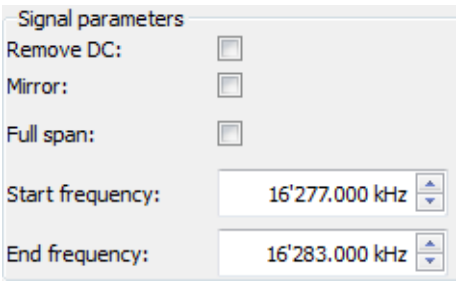 Signal parameters
Remove DC:
Mirror:
Full span:
Start frequency: 16'277.000 kHz
End frequency: 16'283.000 kHz